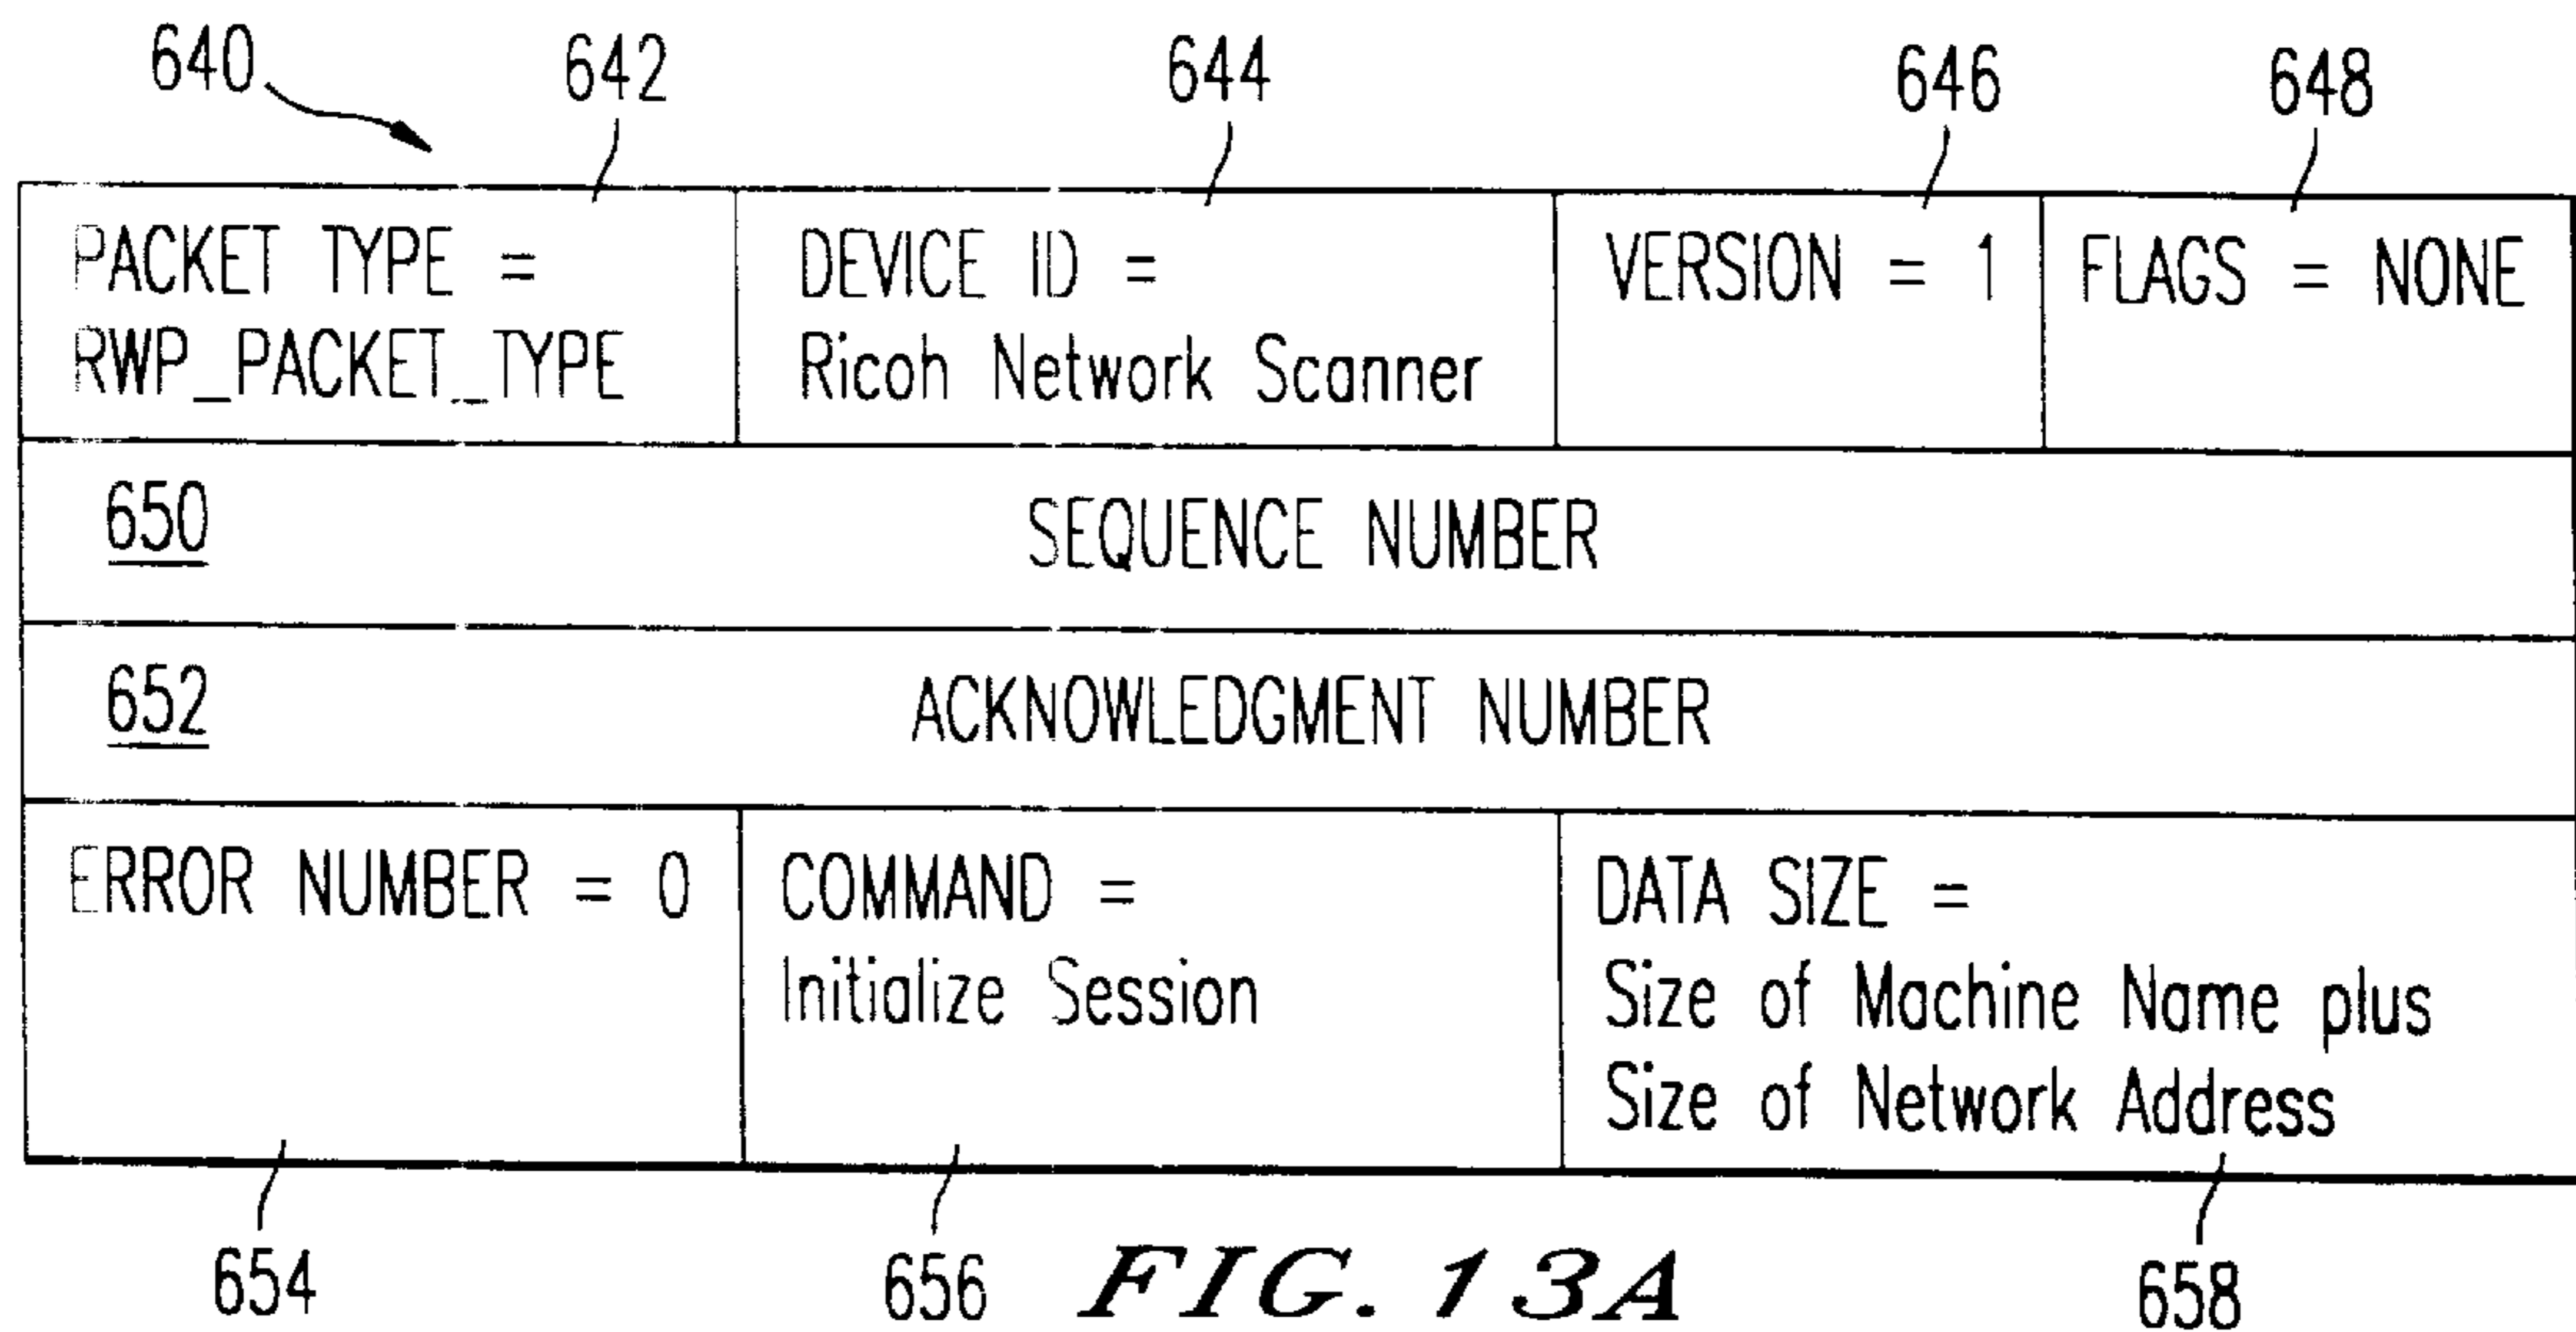 640
642
644
646
648
PACKET TYPE =
RWP_PACKET_TYPE
DEVICE ID =
Ricoh Network Scanner
VERSION = 1
FLAGS = NONE
650 SEQUENCE NUMBER
652 ACKNOWLEDGMENT NUMBER
ERROR NUMBER = 0
COMMAND =
Initialize Session
DATA SIZE =
Size of Machine Name plus
Size of Network Address
654
656
658
FIG. 13A